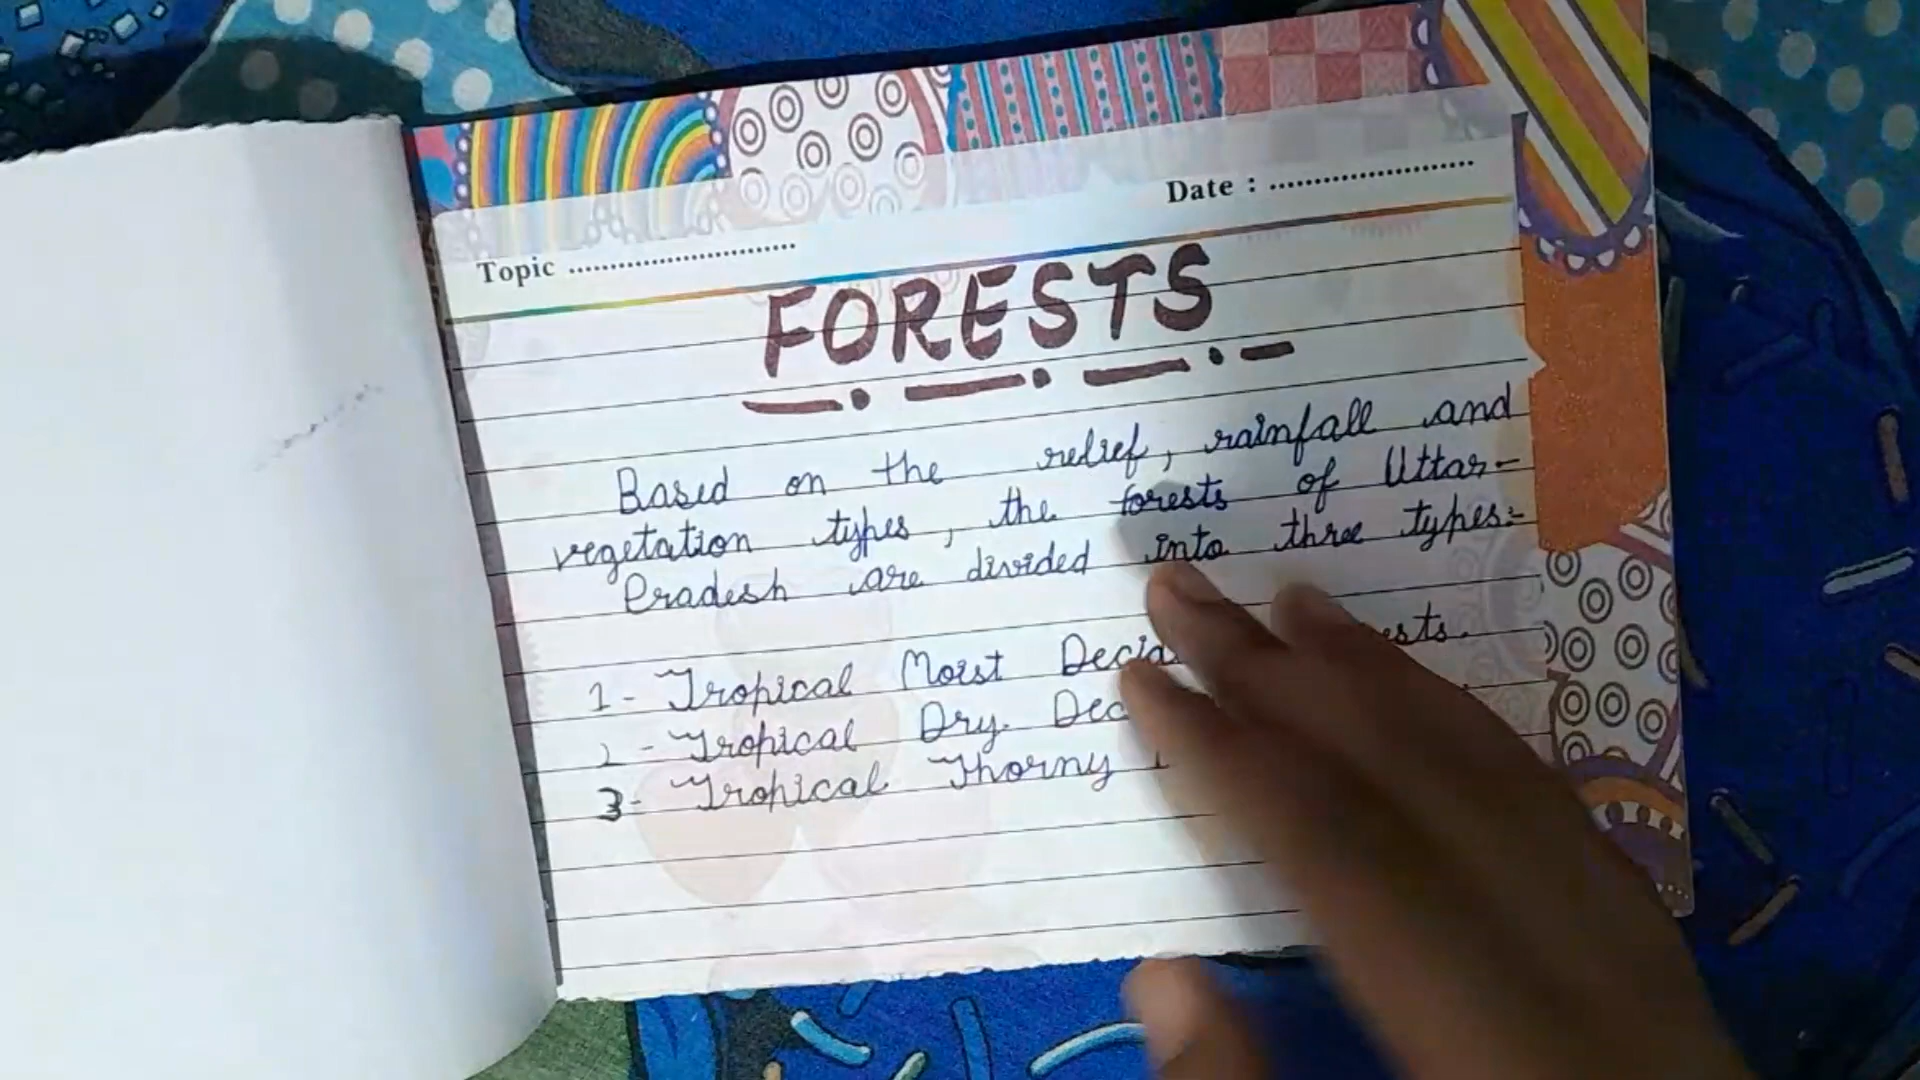 Date : ........................
Topic ..........................
FORESTS
Based on the relief, rainfall and
vegetation types, the forests of Uttar-
Pradesh are divided into three types:-
1- Tropical Moist
2- Tropical Dry
3- Tropical Thorny